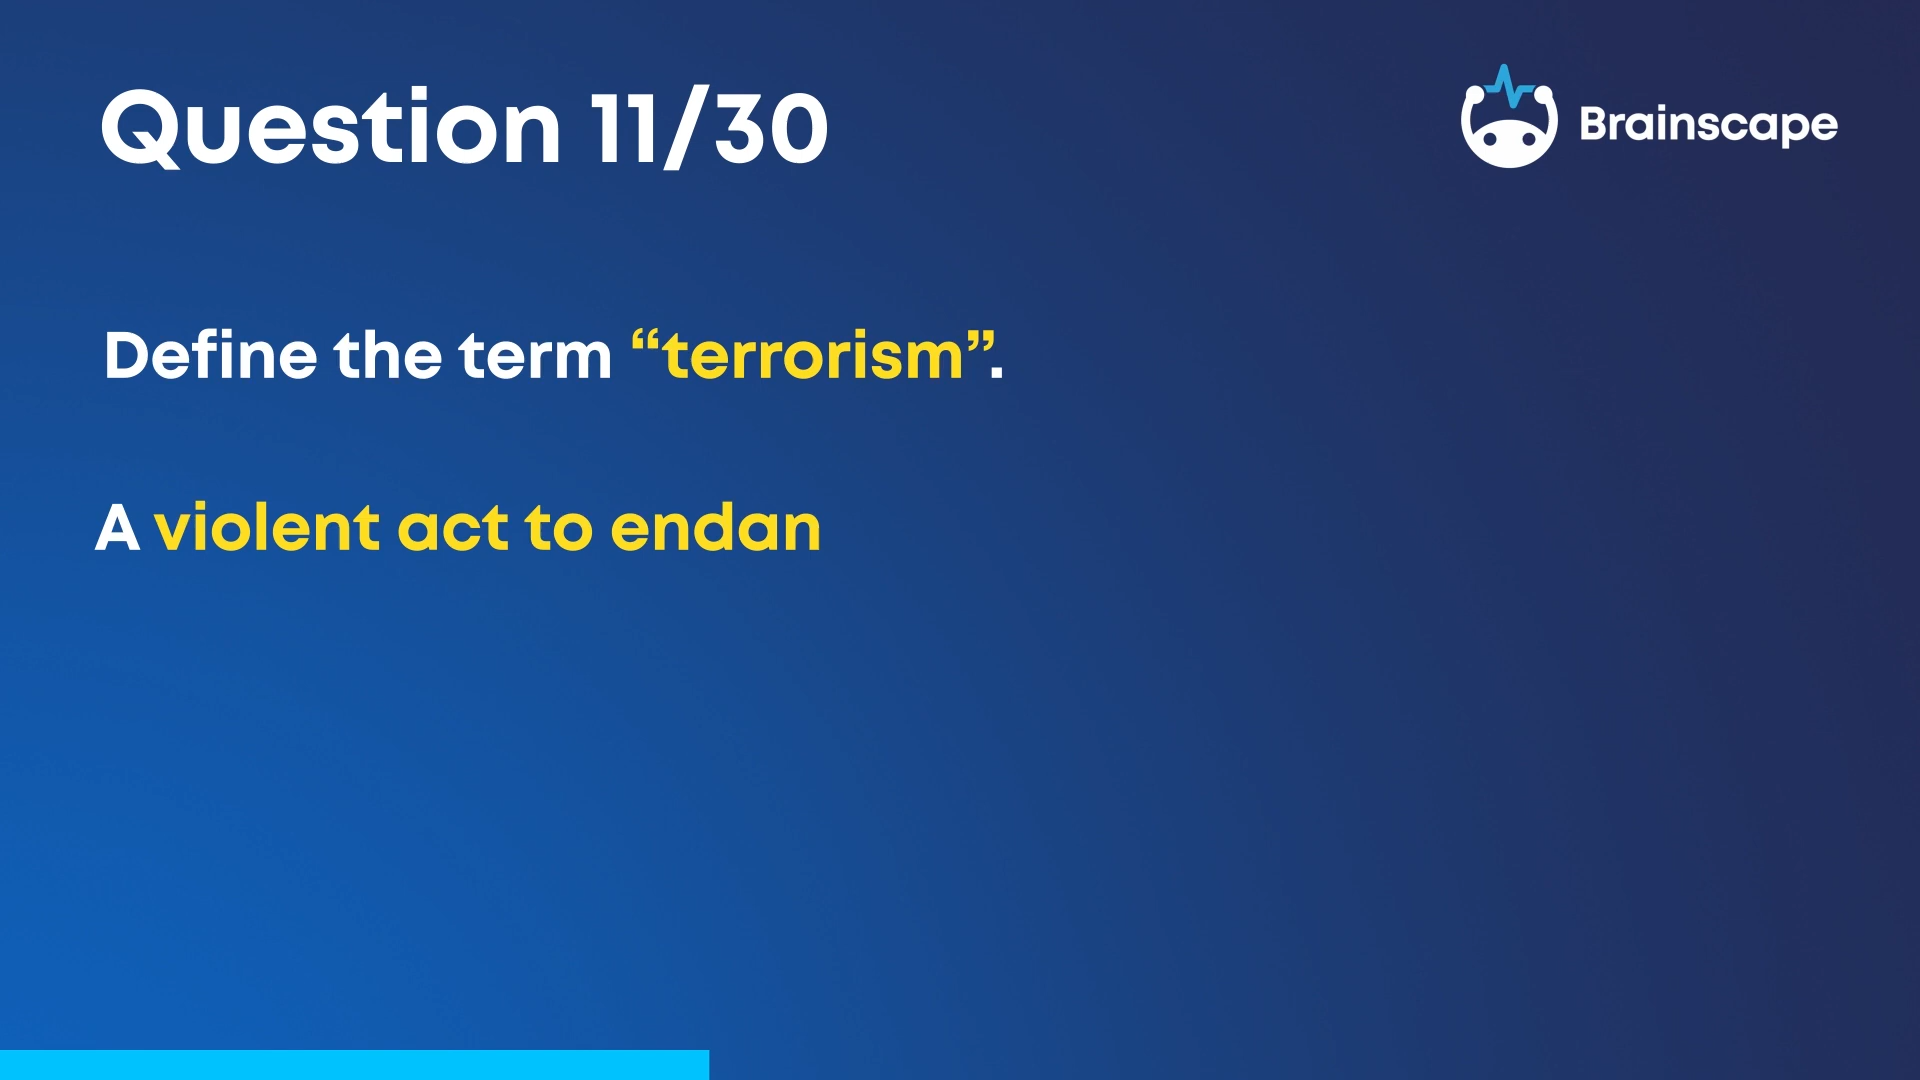 Question 11/30
Brainscape
Define the term “terrorism”.
A violent act to endan